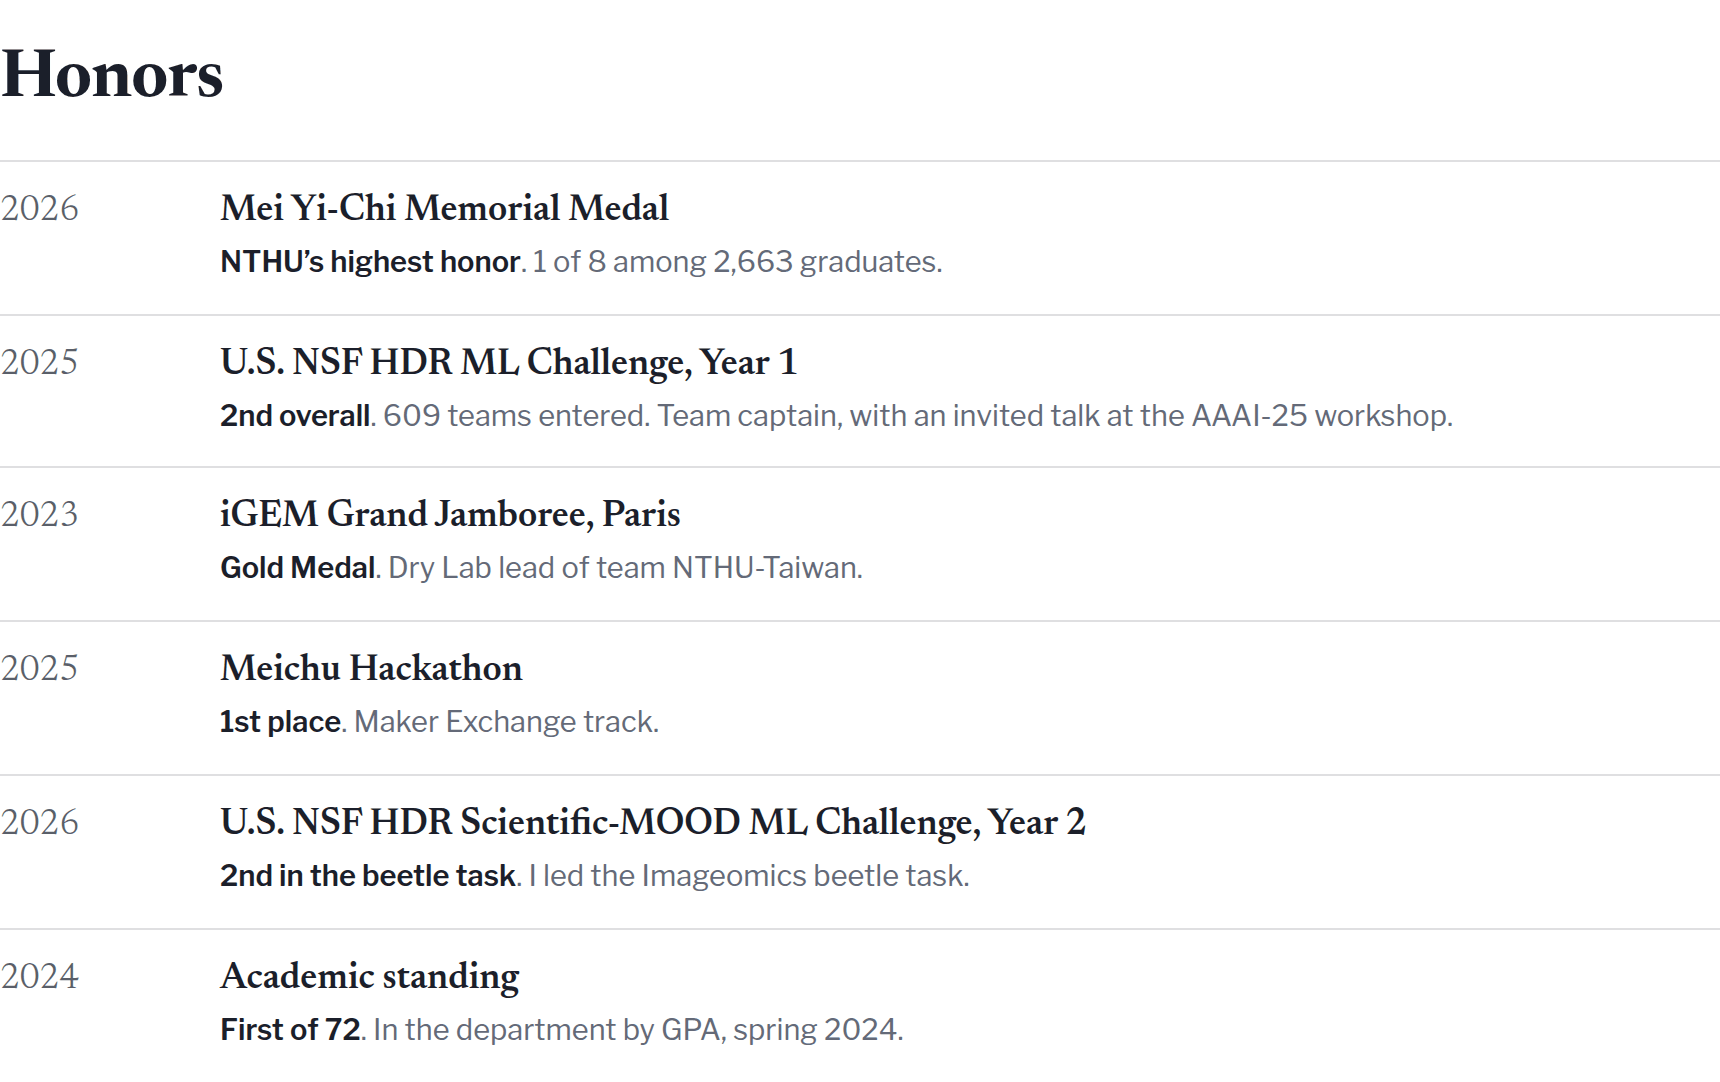 Honors
2026
Mei Yi-Chi Memorial Medal
NTHU’s highest honor. 1 of 8 among 2,663 graduates.
2025
U.S. NSF HDR ML Challenge, Year 1
2nd overall. 609 teams entered. Team captain, with an invited talk at the AAAI-25 workshop.
2023
iGEM Grand Jamboree, Paris
Gold Medal. Dry Lab lead of team NTHU-Taiwan.
2025
Meichu Hackathon
1st place. Maker Exchange track.
2026
U.S. NSF HDR Scientific-MOOD ML Challenge, Year 2
2nd in the beetle task. I led the Imageomics beetle task.
2024
Academic standing
First of 72. In the department by GPA, spring 2024.